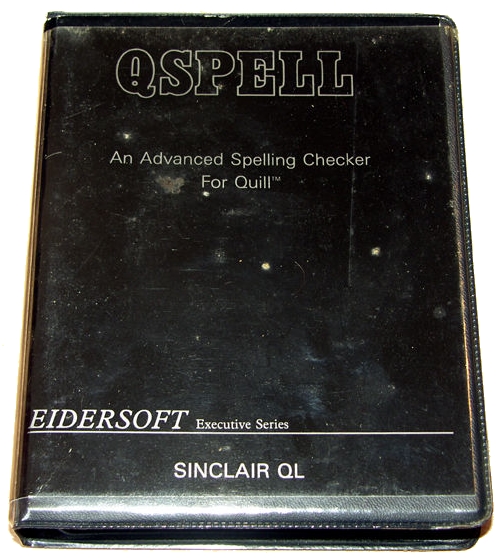 QSPELL
An Advanced Spelling Checker
For Quill™
EIDERSOFT Executive Series
SINCLAIR QL